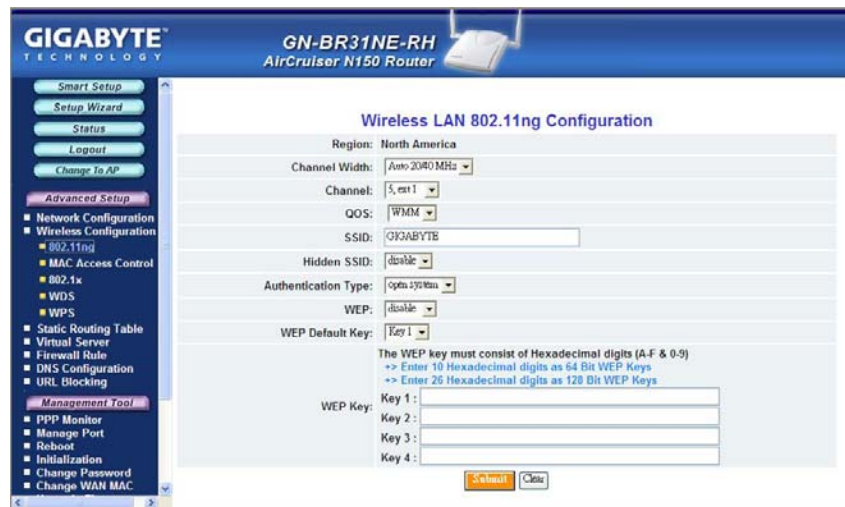 GIGABYTE
TECHNOLOGY
GN-BR31NE-RH
AirCruiser N150 Router
Smart Setup
Setup Wizard
Status
Logout
Change To AP
Advanced Setup
Network Configuration
Wireless Configuration
802.11ng
MAC Access Control
802.1x
WDS
WPS
Static Routing Table
Virtual Server
Firewall Rule
DNS Configuration
URL Blocking
Management Tool
PPP Monitor
Manage Port
Reboot
Initialization
Change Password
Change WAN MAC
Wireless LAN 802.11ng Configuration
Region: North America
Channel Width: Auto 20/40 MHz
Channel: 5, ext 1
QOS: WMM
SSID: GIGABYTE
Hidden SSID: disable
Authentication Type: open system
WEP: disable
WEP Default Key: Key 1
The WEP key must consist of Hexadecimal digits (A-F & 0-9)
=> Enter 10 Hexadecimal digits as 64 Bit WEP Keys
=> Enter 26 Hexadecimal digits as 128 Bit WEP Keys
WEP Key:
Key 1 :
Key 2 :
Key 3 :
Key 4 :
Submit Clear